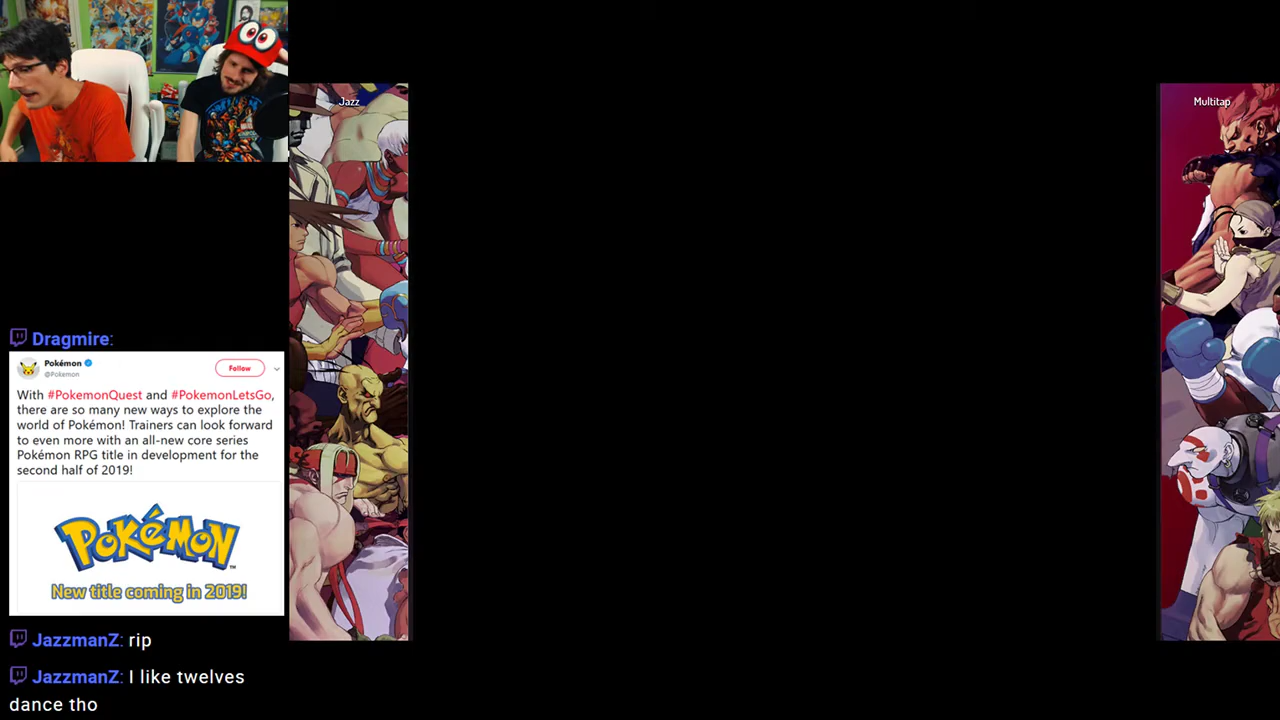 Jazz
Multitap
Dragmire:
Pokémon
@Pokemon
Follow
With #PokemonQuest and #PokemonLetsGo,
there are so many new ways to explore the
world of Pokémon! Trainers can look forward
to even more with an all-new core series
Pokémon RPG title in development for the
second half of 2019!
POKéMON
New title coming in 2019!
JazzmanZ: rip
JazzmanZ: I like twelves
dance tho